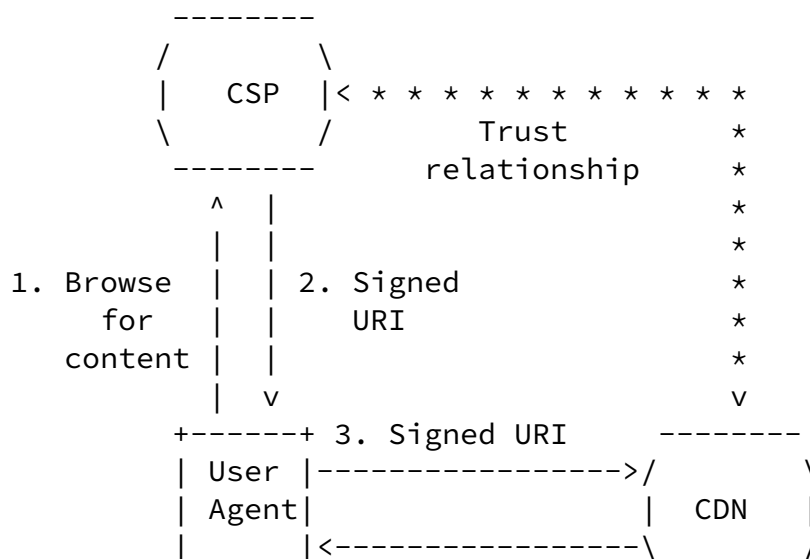 CSP
Trust
relationship
1. Browse
for
content
2. Signed
URI
3. Signed URI
User
Agent
CDN